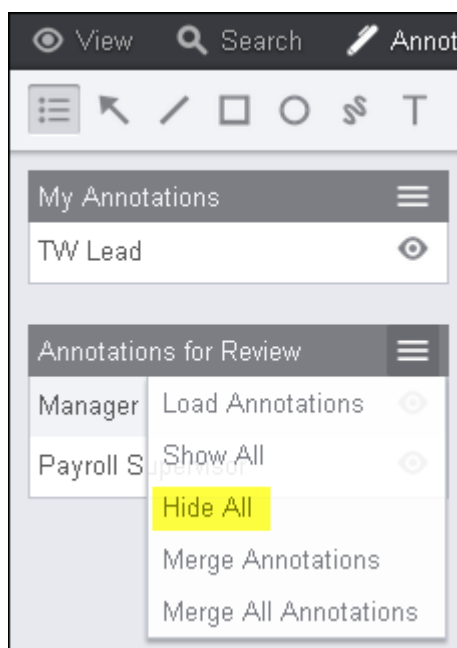 View Search Annot
T
My Annotations
TW Lead
Annotations for Review
Manager
Payroll Supervisor
Load Annotations
Show All
Hide All
Merge Annotations
Merge All Annotations